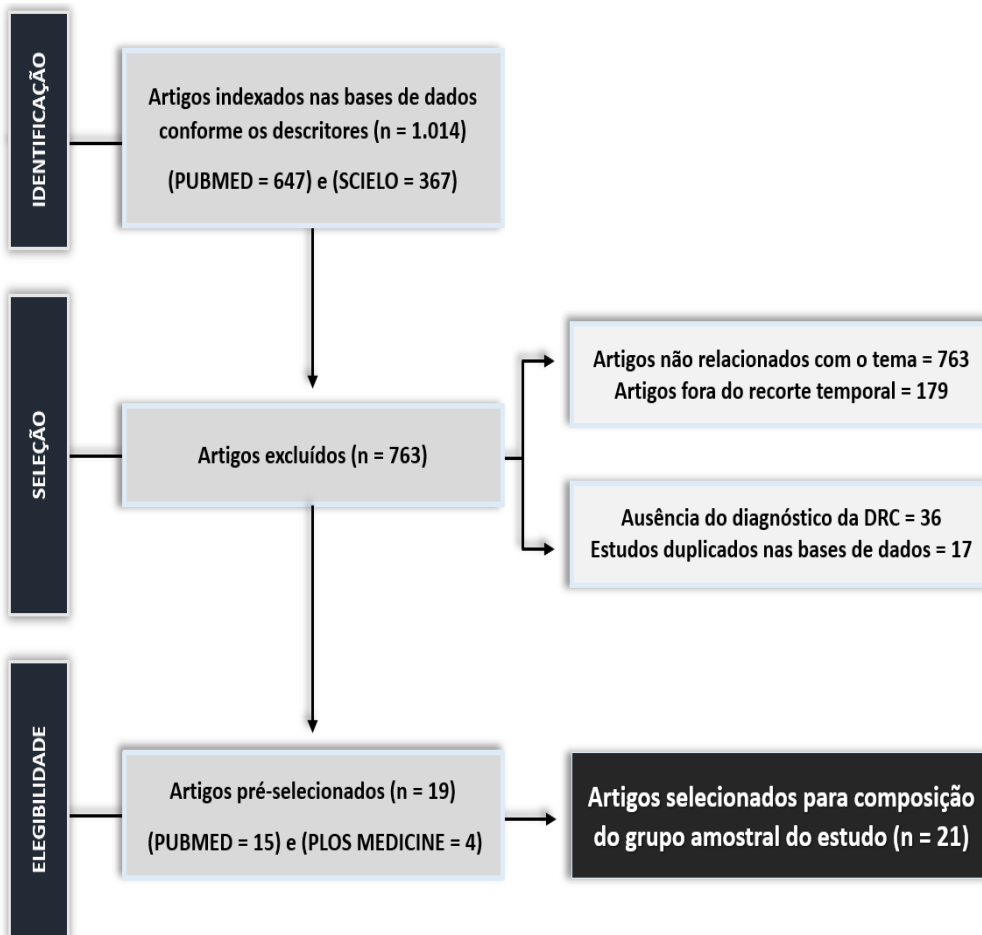 IDENTIFICAÇÃO
Artigos indexados nas bases de dados
conforme os descritores (n = 1.014)
(PUBMED = 647) e (SCIELO = 367)
SELEÇÃO
Artigos excluídos (n = 763)
Artigos não relacionados com o tema = 763
Artigos fora do recorte temporal = 179
Ausência do diagnóstico da DRC = 36
Estudos duplicados nas bases de dados = 17
ELEGIBILIDADE
Artigos pré-selecionados (n = 19)
(PUBMED = 15) e (PLOS MEDICINE = 4)
Artigos selecionados para composição
do grupo amostral do estudo (n = 21)